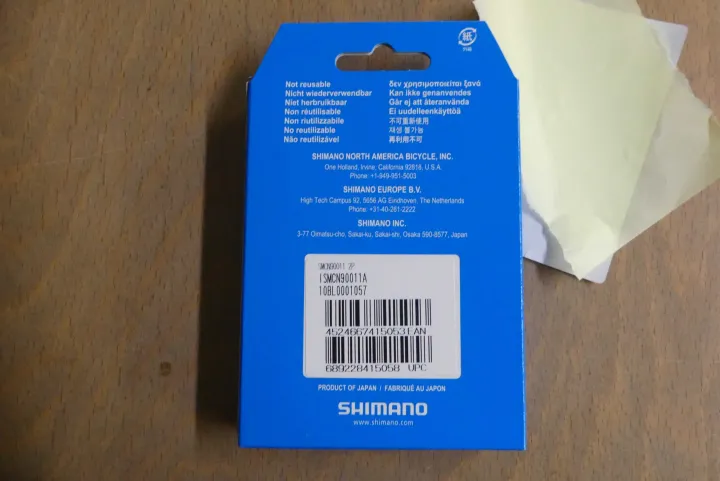 紙
Not reusable
Nicht wiederverwendbar
Niet herbruikbaar
Non réutilisable
Non riutilizzabile
No reutilizable
Não reutilizável
δεν χρησιμοποιείται ξανά
Kan ikke genanvendes
Går ej att återanvända
Ei uudelleenkäyttöä
不可重新使用
재생 불가능
再利用不可
SHIMANO NORTH AMERICA BICYCLE, INC.
One Holland, Irvine, California 92618, U.S.A.
Phone: +1-949-951-5003
SHIMANO EUROPE B.V.
High Tech Campus 92, 5656 AG Eindhoven, The Netherlands
Phone: +31-40-261-2222
SHIMANO INC.
3-77 Oimatsu-cho, Sakai-ku, Sakai-shi, Osaka 590-8577, Japan
SMCN90011 2P
ISMCN90011A
10BL0001057
4524667415053 EAN
689228415058 UPC
PRODUCT OF JAPAN / FABRIQUÉ AU JAPON
SHIMANO
www.shimano.com